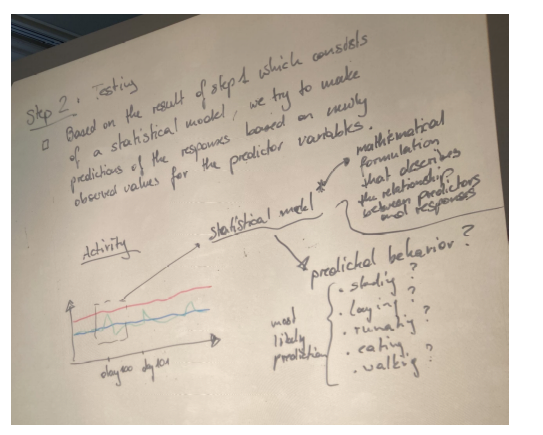 Step 2. Testing
Based on the result of step 1 which consists
of a statistical model, we try to make
predictions of the responses based on newly
observed values for the predictor variables.
mathematical
formulation
that describes
the relationship
between predictors
and responses
statistical model
Activity
predicted behavior?
. studiy ?
. laying ?
. runnatig ?
. eating
. walking ?
most
likely
prediction
day 100 day 101